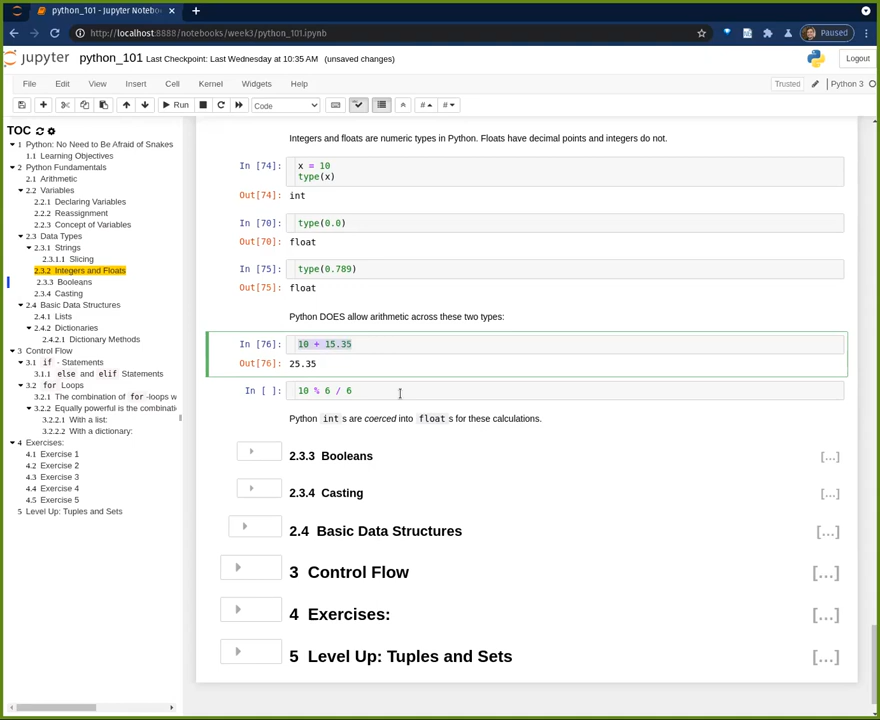 python_101 - Jupyter Notebo
http://localhost:8888/notebooks/week3/python_101.ipynb
Paused
jupyter python_101 Last Checkpoint: Last Wednesday at 10:35 AM (unsaved changes)
Logout
File Edit View Insert Cell Kernel Widgets Help
Trusted Python 3
Run Code
TOC
1 Python: No Need to Be Afraid of Snakes
1.1 Learning Objectives
2 Python Fundamentals
2.1 Arithmetic
2.2 Variables
2.2.1 Declaring Variables
2.2.2 Reassignment
2.2.3 Concept of Variables
2.3 Data Types
2.3.1 Strings
2.3.1.1 Slicing
2.3.2 Integers and Floats
2.3.3 Booleans
2.3.4 Casting
2.4 Basic Data Structures
2.4.1 Lists
2.4.2 Dictionaries
2.4.2.1 Dictionary Methods
3 Control Flow
3.1 if - Statements
3.1.1 else and elif Statements
3.2 for Loops
3.2.1 The combination of for -loops w
3.2.2 Equally powerful is the combinati
3.2.2.1 With a list:
3.2.2.2 With a dictionary:
4 Exercises:
4.1 Exercise 1
4.2 Exercise 2
4.3 Exercise 3
4.4 Exercise 4
4.5 Exercise 5
5 Level Up: Tuples and Sets
Integers and floats are numeric types in Python. Floats have decimal points and integers do not.
In [74]: x = 10
type(x)
Out[74]: int
In [70]: type(0.0)
Out[70]: float
In [75]: type(0.789)
Out[75]: float
Python DOES allow arithmetic across these two types:
In [76]: 10 + 15.35
Out[76]: 25.35
In [ ]: 10 % 6 / 6
Python int s are coerced into float s for these calculations.
2.3.3 Booleans [...]
2.3.4 Casting [...]
2.4 Basic Data Structures [...]
3 Control Flow [...]
4 Exercises: [...]
5 Level Up: Tuples and Sets [...]